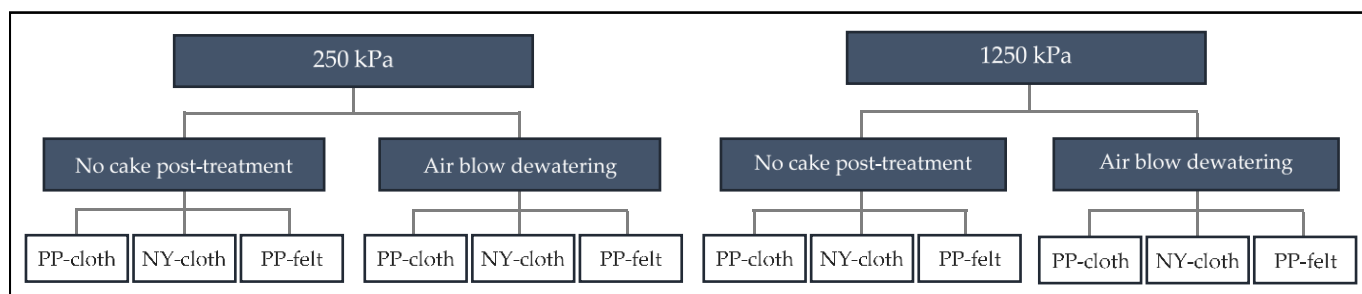 250 kPa
1250 kPa
No cake post-treatment
Air blow dewatering
No cake post-treatment
Air blow dewatering
PP-cloth
NY-cloth
PP-felt
PP-cloth
NY-cloth
PP-felt
PP-cloth
NY-cloth
PP-felt
PP-cloth
NY-cloth
PP-felt